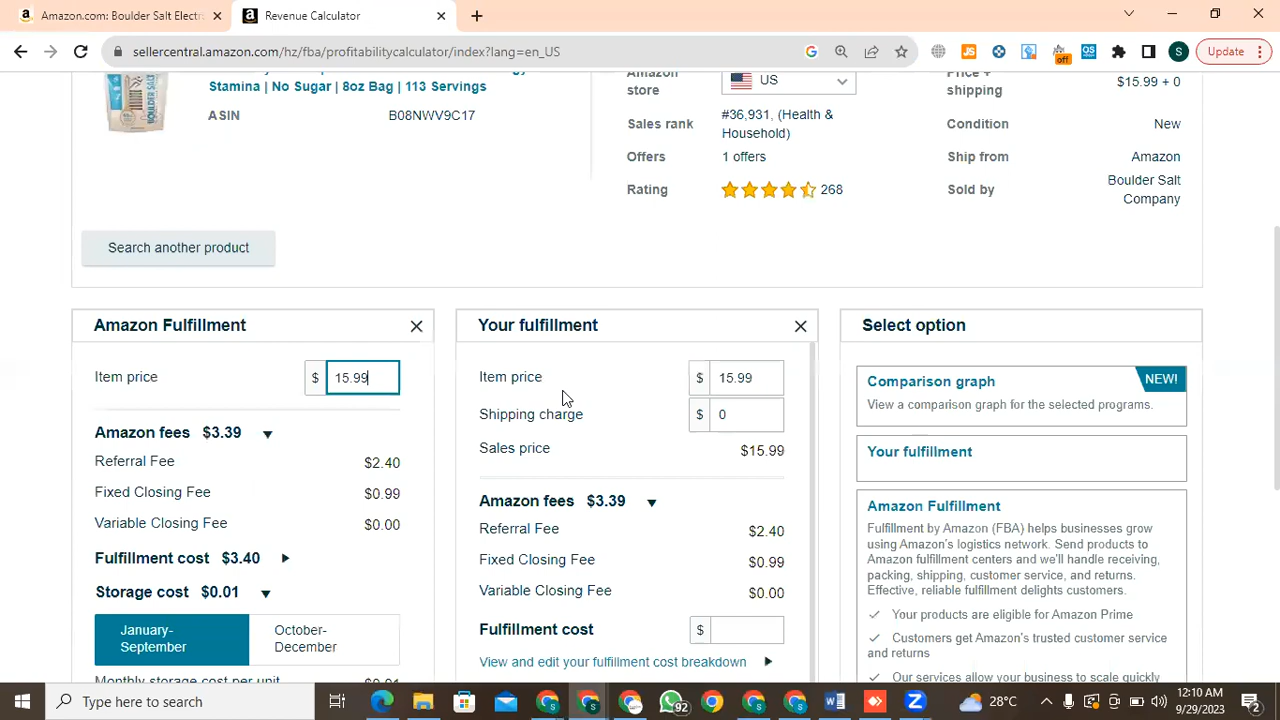 Amazon.com: Boulder Salt Electr
Revenue Calculator
sellercentral.amazon.com/hz/fba/profitabilitycalculator/index?lang=en_US
JS
off
QS
S
Update
Stamina | No Sugar | 8oz Bag | 113 Servings
ASIN B08NWV9C17
Amazon store
US
Sales rank
#36,931, (Health & Household)
Offers
1 offers
Rating
268
Price + shipping
$15.99 + 0
Condition
New
Ship from
Amazon
Sold by
Boulder Salt Company
Search another product
Amazon Fulfillment
Item price $ 15.99
Amazon fees $3.39
Referral Fee $2.40
Fixed Closing Fee $0.99
Variable Closing Fee $0.00
Fulfillment cost $3.40
Storage cost $0.01
January-September
October-December
Monthly storage cost per unit $0.01
Your fulfillment
Item price $ 15.99
Shipping charge $ 0
Sales price $15.99
Amazon fees $3.39
Referral Fee $2.40
Fixed Closing Fee $0.99
Variable Closing Fee $0.00
Fulfillment cost $
View and edit your fulfillment cost breakdown
Select option
Comparison graph
NEW!
View a comparison graph for the selected programs.
Your fulfillment
Amazon Fulfillment
Fulfillment by Amazon (FBA) helps businesses grow
using Amazon's logistics network. Send products to
Amazon fulfillment centers and we'll handle receiving,
packing, shipping, customer service, and returns.
Effective, reliable fulfillment delights customers.
Your products are eligible for Amazon Prime
Customers get Amazon's trusted customer service
and returns
Our services allow your business to scale quickly
Type here to search
92
28°C
12:10 AM
9/29/2023
2